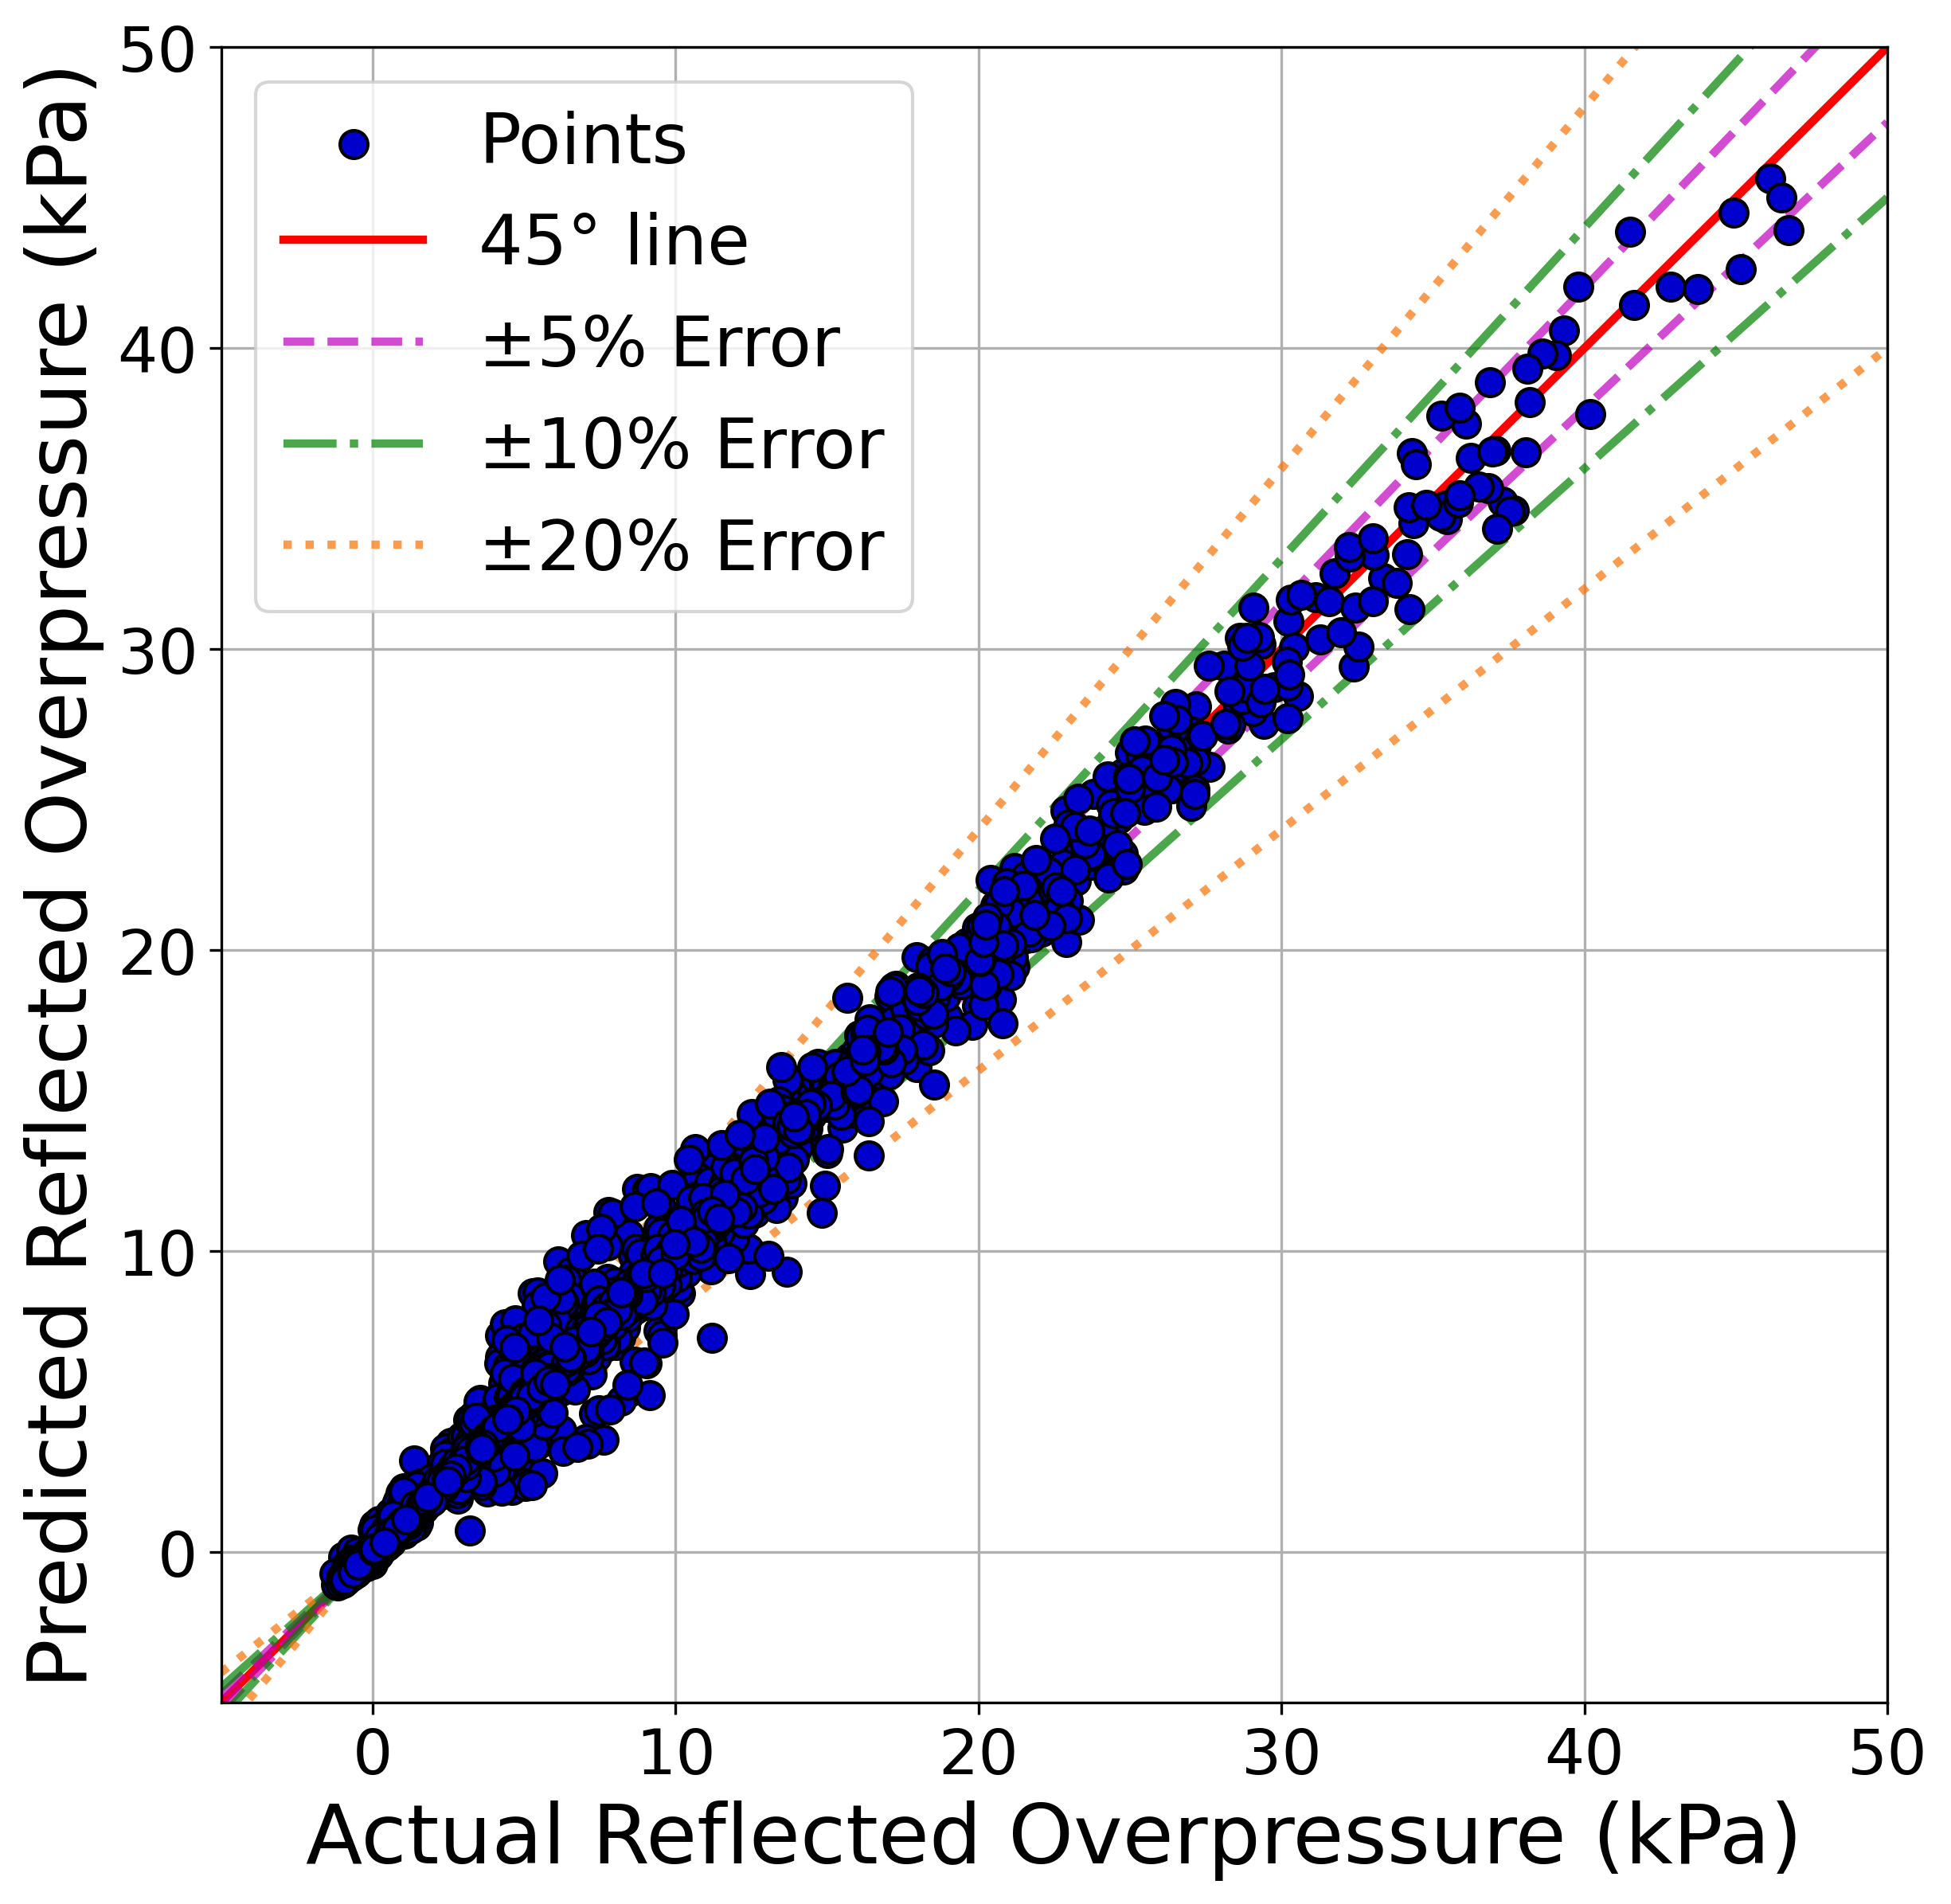 Predicted Reflected Overpressure (kPa)
50
40
30
20
10
0
Points
45° line
±5% Error
±10% Error
±20% Error
0 10 20 30 40 50
Actual Reflected Overpressure (kPa)